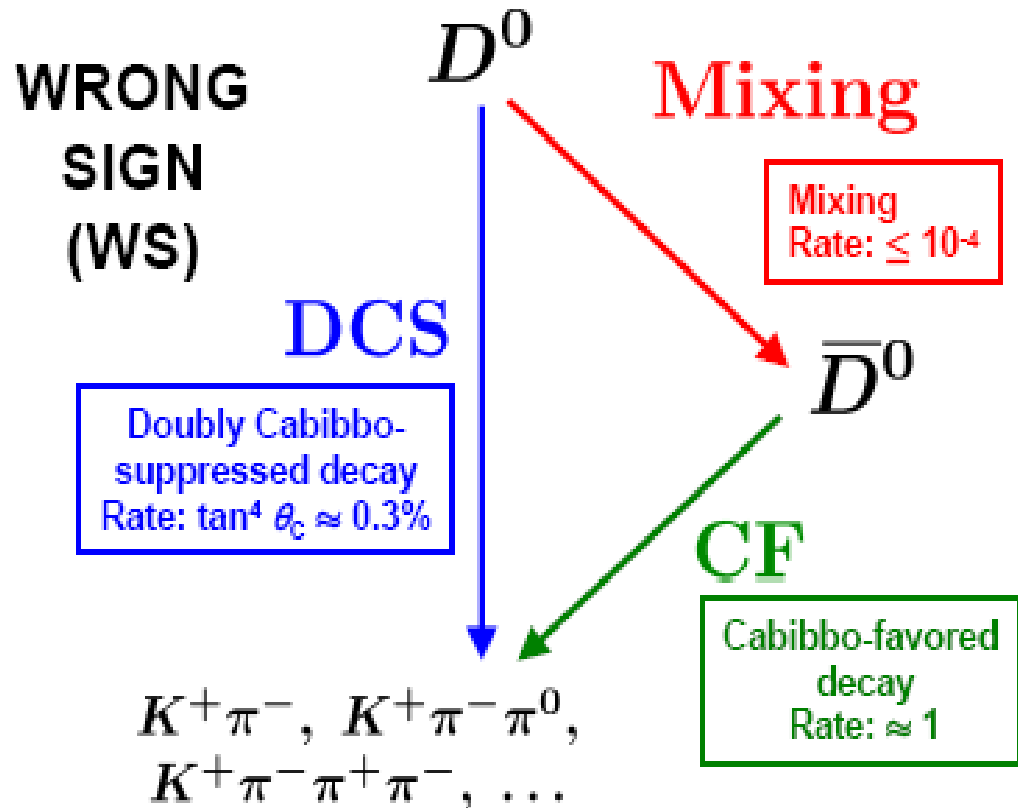 WRONG
SIGN
(WS)
D⁰
Mixing
Mixing
Rate: ≤ 10⁻⁴
DCS
D̅⁰
Doubly Cabibbo-
suppressed decay
Rate: tan⁴ θc ≈ 0.3%
CF
Cabibbo-favored
decay
Rate: ≈ 1
K⁺π⁻, K⁺π⁻π⁰,
K⁺π⁻π⁺π⁻, ...